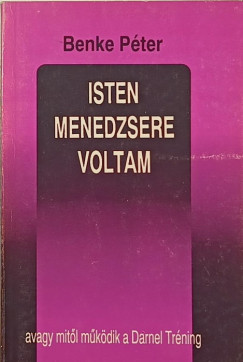 Benke Péter
ISTEN
MENEDZSERE
VOLTAM
avagy mitől működik a Darnel Tréning